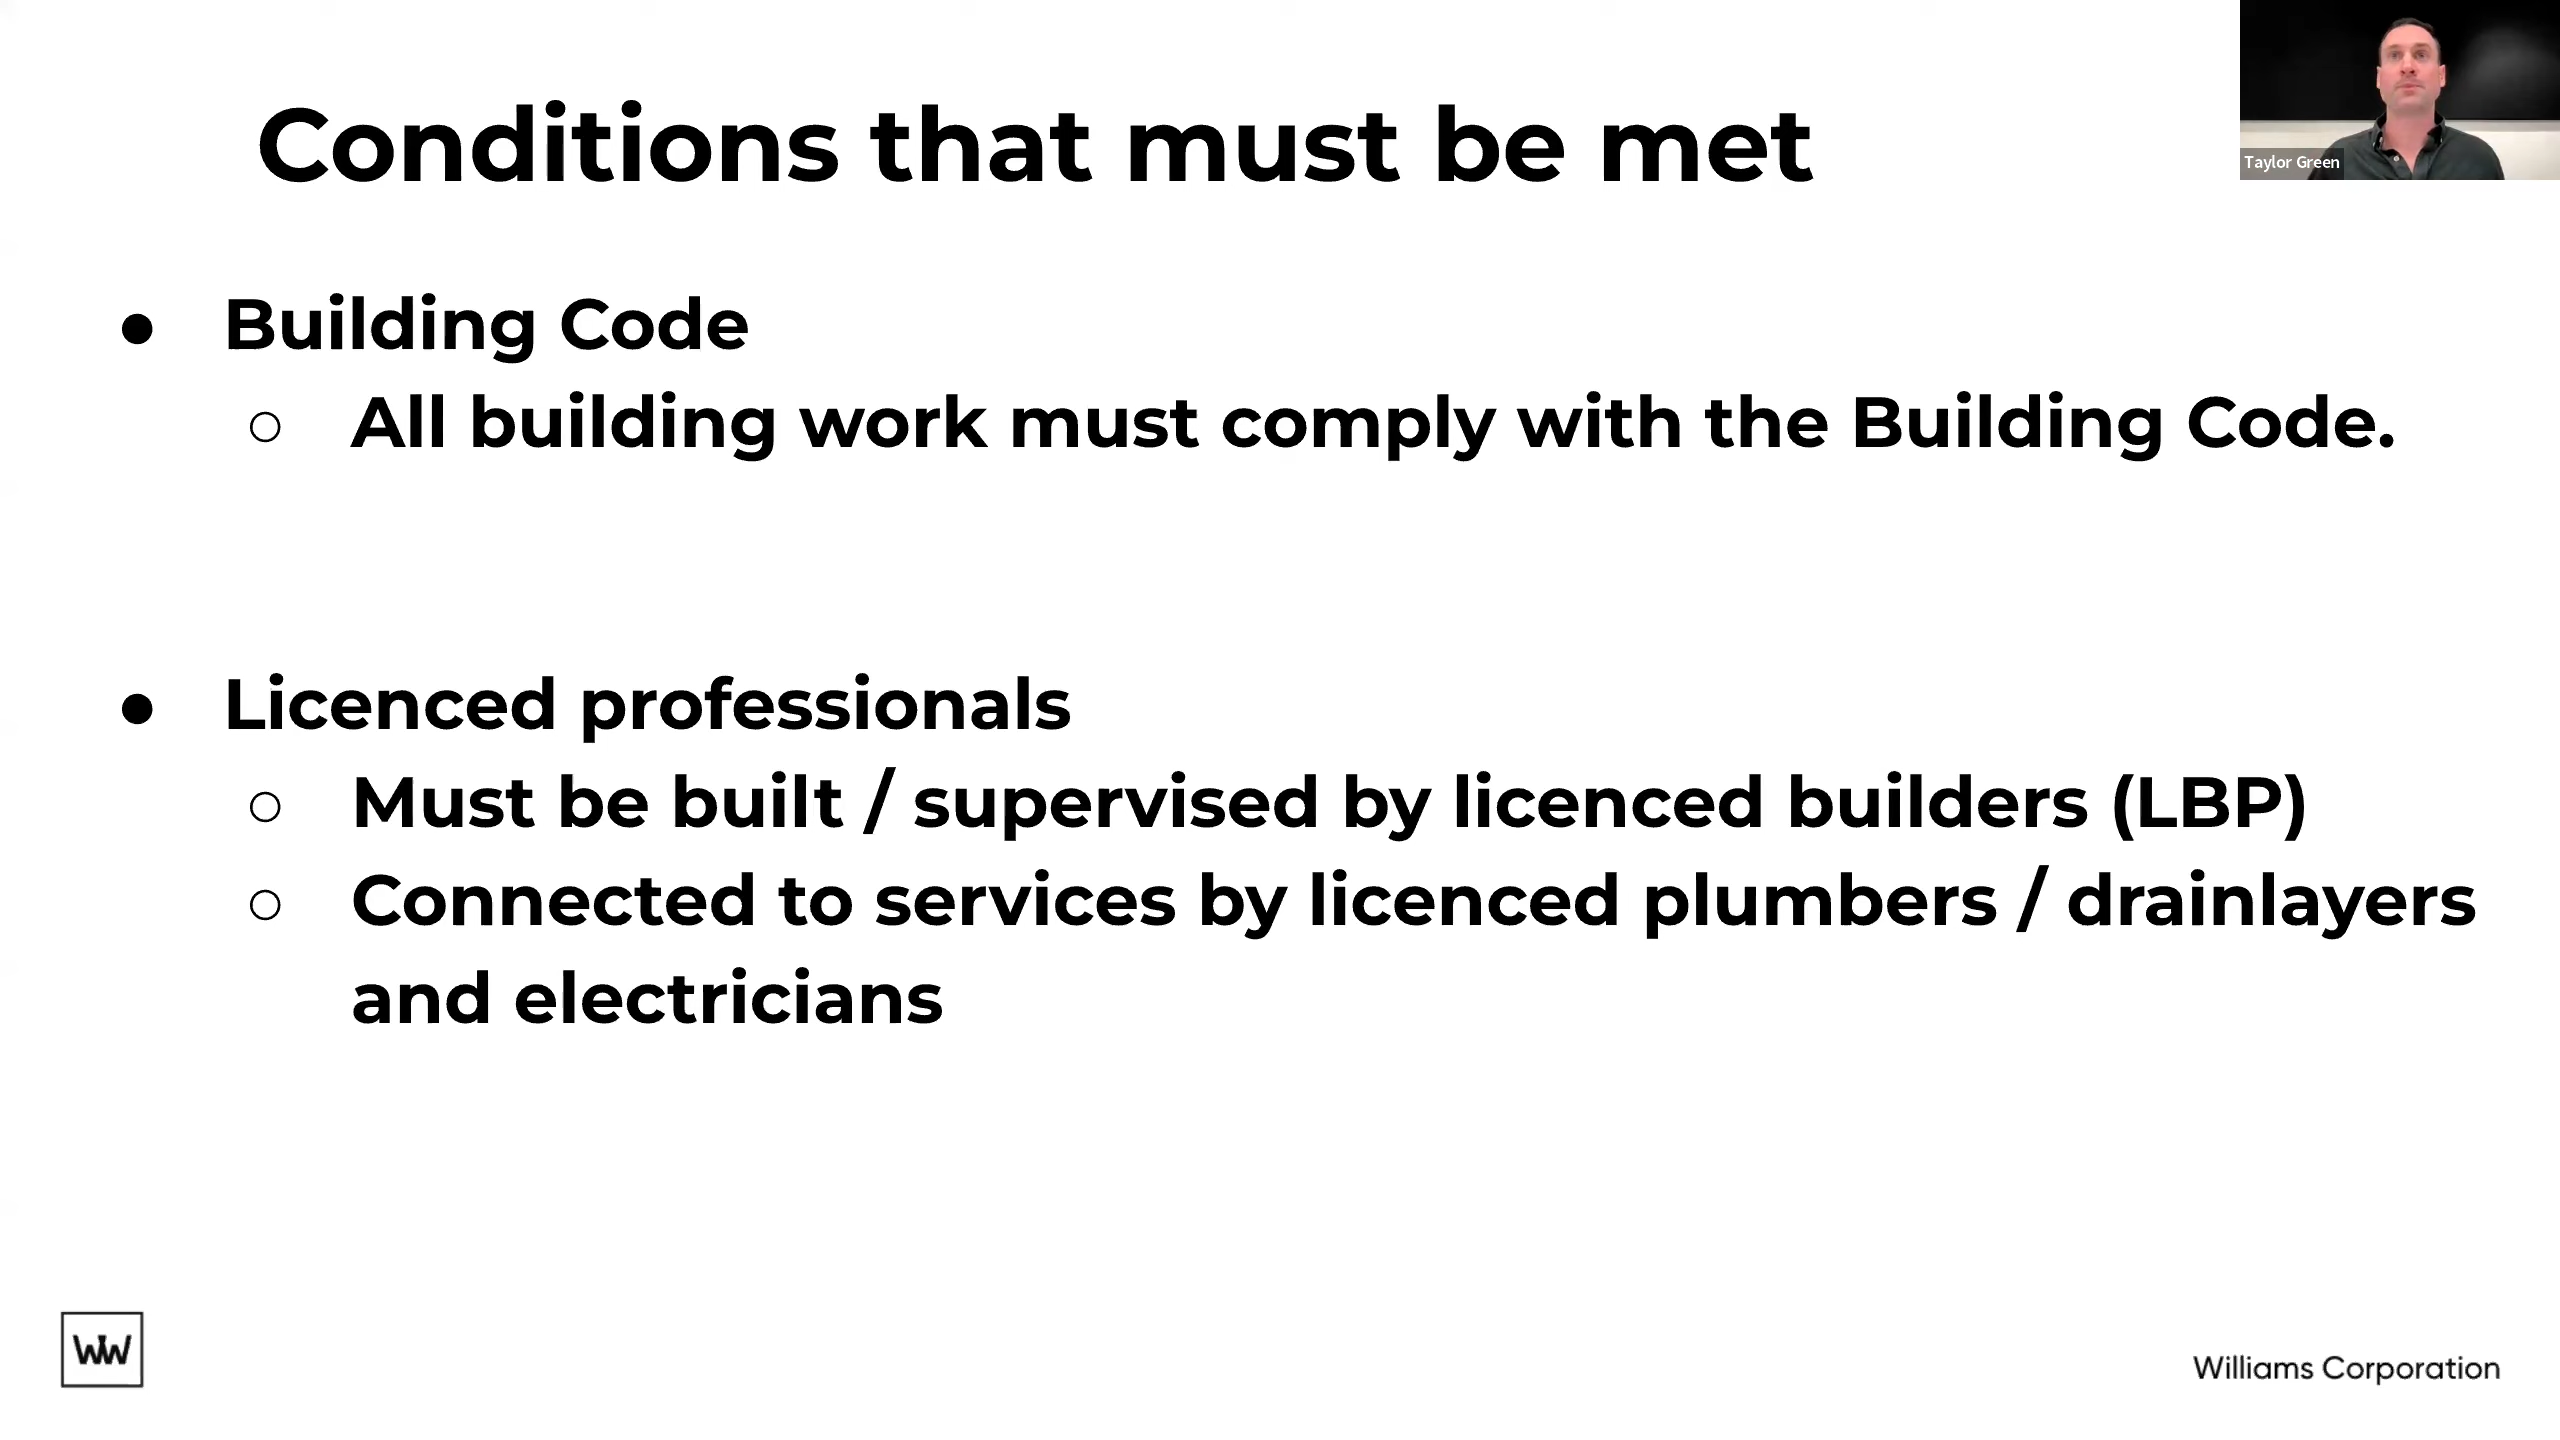 Conditions that must be met
Taylor Green
● Building Code
○ All building work must comply with the Building Code.
● Licenced professionals
○ Must be built / supervised by licenced builders (LBP)
○ Connected to services by licenced plumbers / drainlayers
and electricians
WW
Williams Corporation